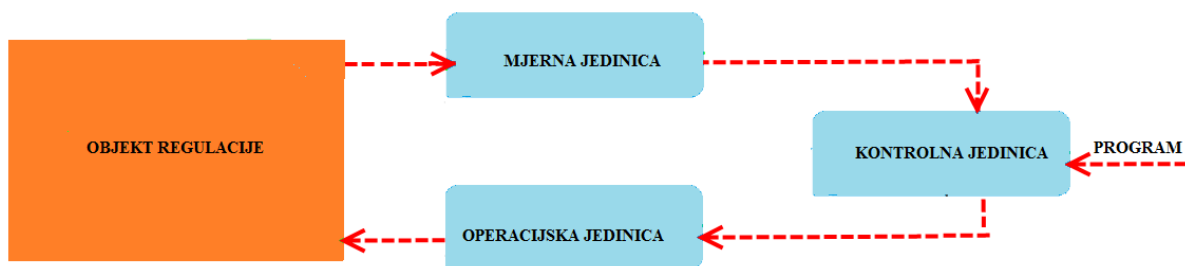 MJERNA JEDINICA
OBJEKT REGULACIJE
KONTROLNA JEDINICA
PROGRAM
OPERACIJSKA JEDINICA